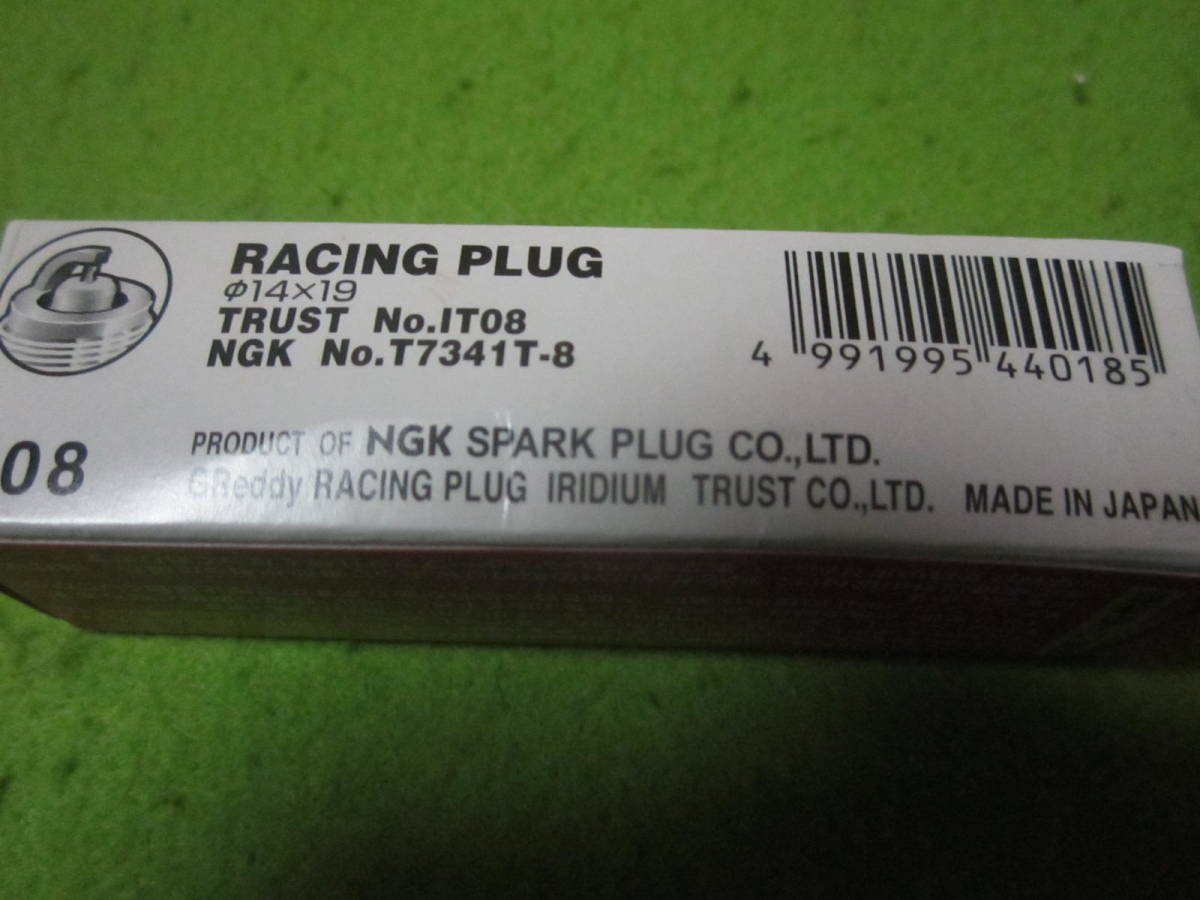 RACING PLUG
φ14×19
TRUST No.IT08
NGK No.T7341T-8
4 991995 440185
08
PRODUCT OF NGK SPARK PLUG CO.,LTD.
GReddy RACING PLUG IRIDIUM TRUST CO.,LTD. MADE IN JAPAN